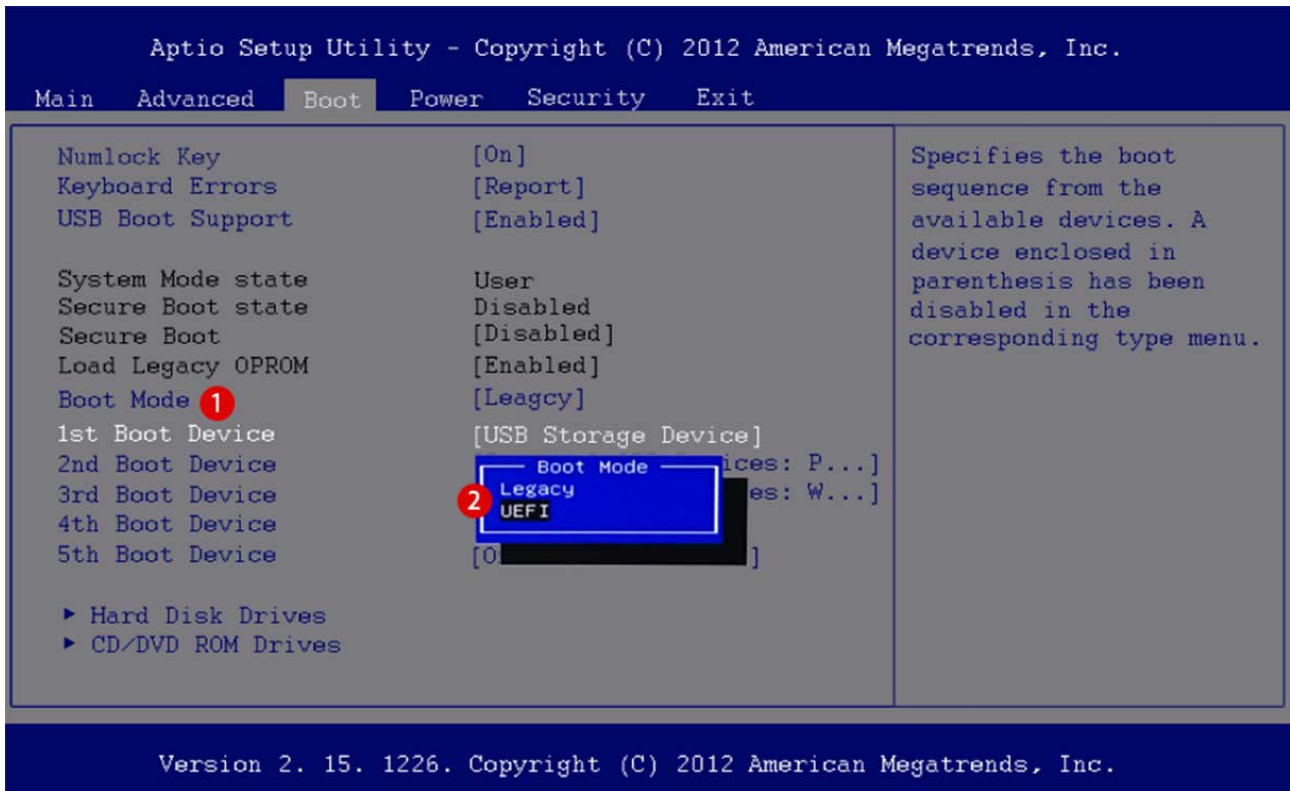 Aptio Setup Utility - Copyright (C) 2012 American Megatrends, Inc.
Main Advanced Boot Power Security Exit
Numlock Key [On]
Keyboard Errors [Report]
USB Boot Support [Enabled]
System Mode state User
Secure Boot state Disabled
Secure Boot [Disabled]
Load Legacy OPROM [Enabled]
Boot Mode 1 [Leagcy]
1st Boot Device [USB Storage Device]
2nd Boot Device ices: P...]
3rd Boot Device es: W...]
4th Boot Device
5th Boot Device [O ]
Boot Mode
Legacy
2
UEFI
▶ Hard Disk Drives
▶ CD/DVD ROM Drives
Specifies the boot
sequence from the
available devices. A
device enclosed in
parenthesis has been
disabled in the
corresponding type menu.
Version 2. 15. 1226. Copyright (C) 2012 American Megatrends, Inc.